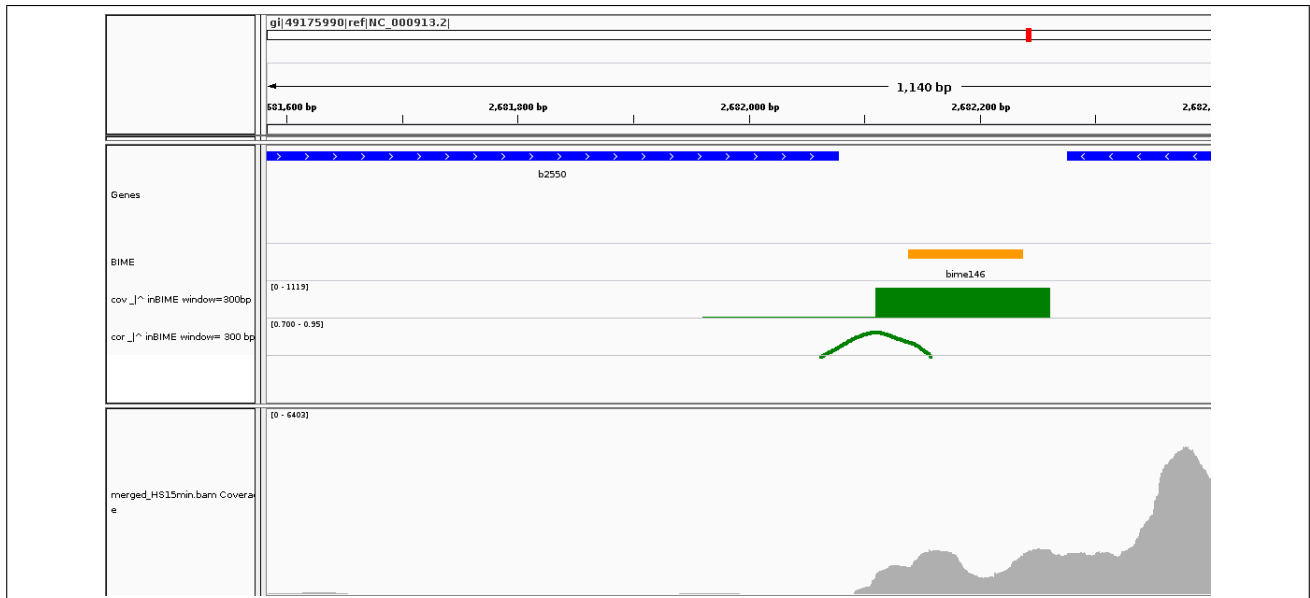 gi|49175990|ref|NC_000913.2|
1,140 bp
581,600 bp 2,681,800 bp 2,682,000 bp 2,682,200 bp 2,682,
b2550
Genes
BIME
bime146
cov _|^ inBIME window=300bp [0 - 1119]
cor _|^ inBIME window= 300 bp [0.700 - 0.95]
[0 - 6403]
merged_HS15min.bam Covera
e